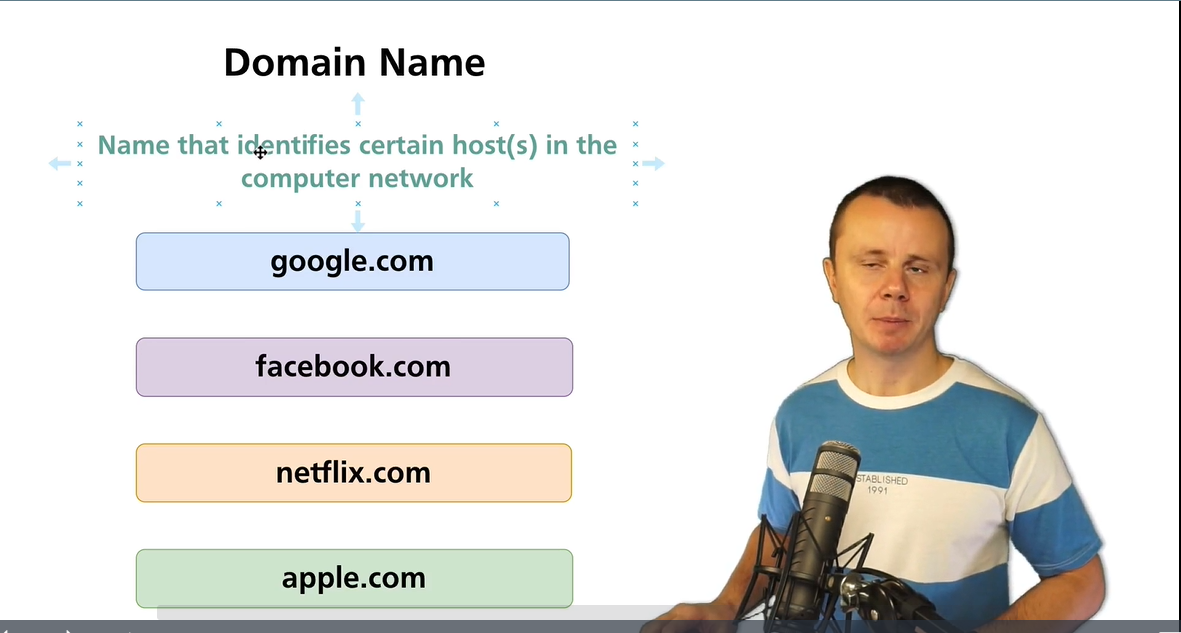 Domain Name
Name that identifies certain host(s) in the
computer network
google.com
facebook.com
netflix.com
apple.com
STABLISHED
1991